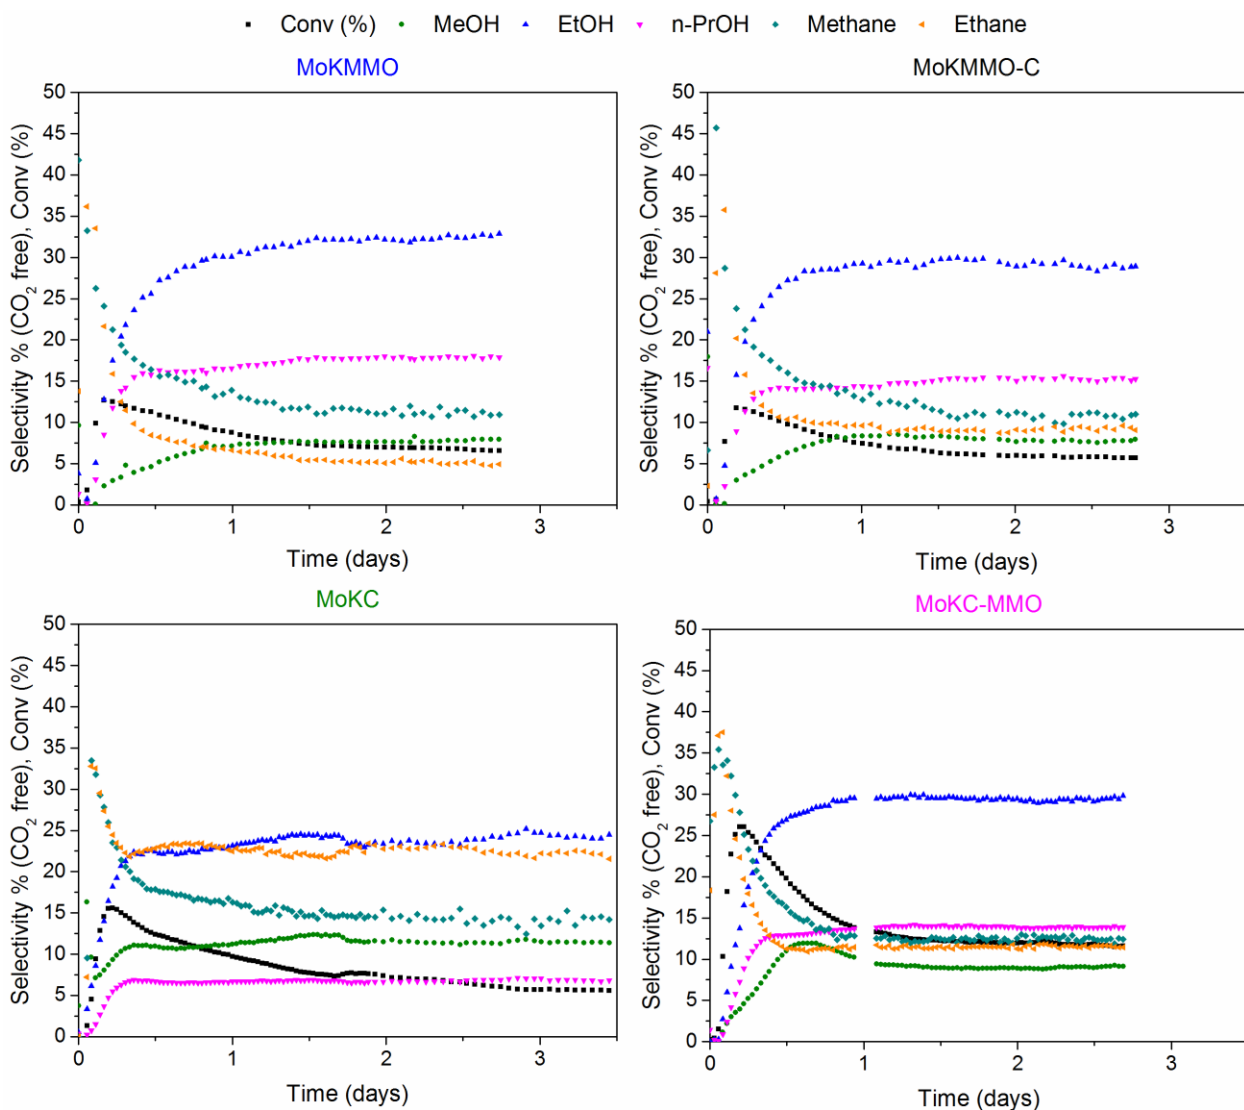 Conv (%) MeOH EtOH n-PrOH Methane Ethane
MoKMMO
Selectivity % (CO2 free), Conv (%)
50
45
40
35
30
25
20
15
10
5
0
0 1 2 3
Time (days)
MoKMMO-C
Selectivity % (CO2 free), Conv (%)
50
45
40
35
30
25
20
15
10
5
0
0 1 2 3
Time (days)
MoKC
Selectivity % (CO2 free), Conv (%)
50
45
40
35
30
25
20
15
10
5
0
0 1 2 3
Time (days)
MoKC-MMO
Selectivity % (CO2 free), Conv (%)
50
45
40
35
30
25
20
15
10
5
0
0 1 2 3
Time (days)